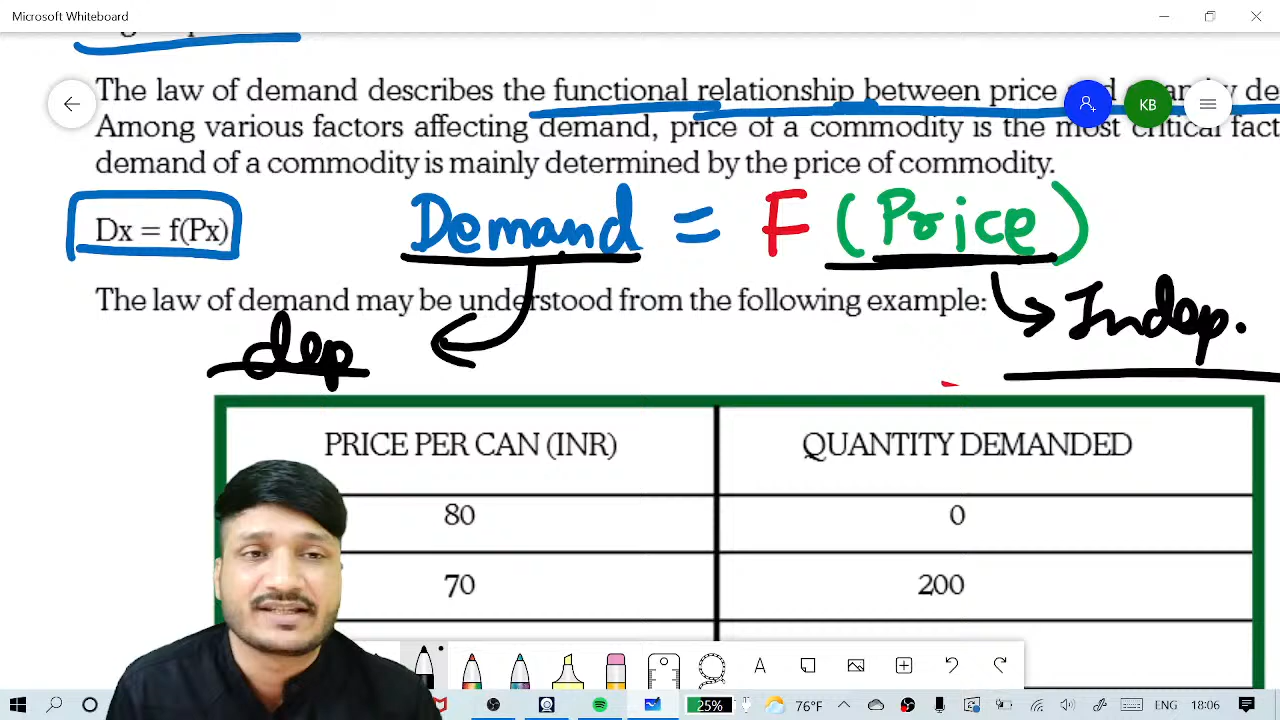 Microsoft Whiteboard
The law of demand describes the functional relationship between price
Among various factors affecting demand, price of a commodity is the most critical
demand of a commodity is mainly determined by the price of commodity.
KB
Dx = f(Px) Demand = F (Price)
The law of demand may be understood from the following example:
Indep.
dep
PRICE PER CAN (INR) QUANTITY DEMANDED
80 0
70 200
A
25% 76°F ENG 18:06